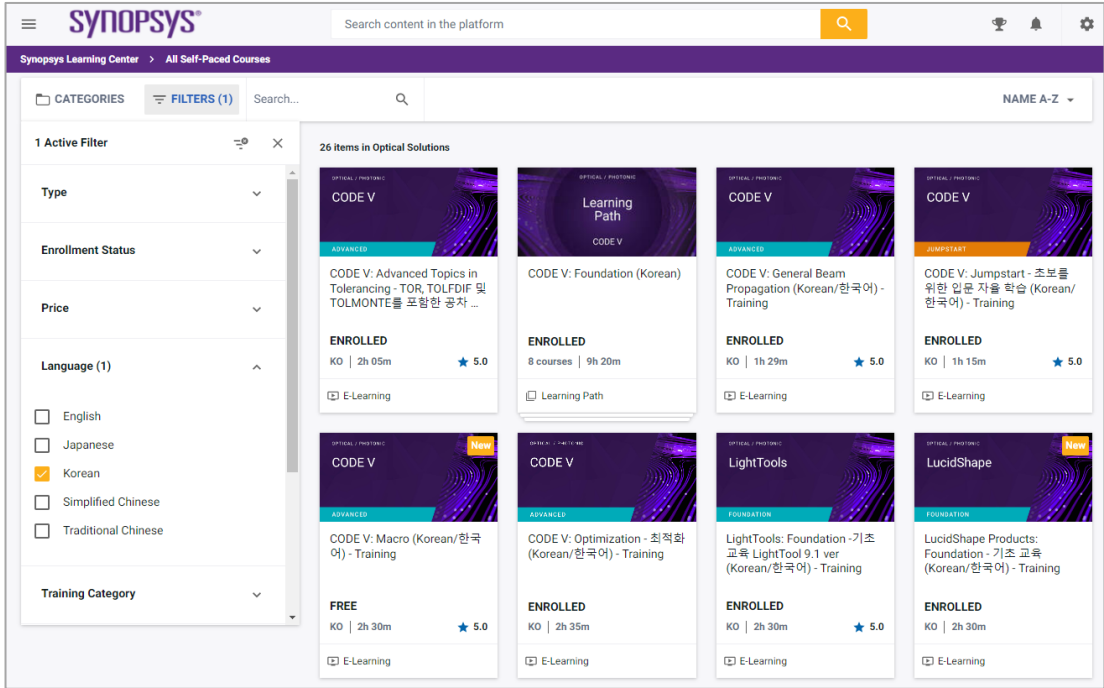 SYNOPSYS®
Search content in the platform
Synopsys Learning Center > All Self-Paced Courses
CATEGORIES
FILTERS (1)
Search...
NAME A-Z
1 Active Filter
Type
Enrollment Status
Price
Language (1)
English
Japanese
Korean
Simplified Chinese
Traditional Chinese
Training Category
26 items in Optical Solutions
OPTICAL / PHOTONIC
CODE V
ADVANCED
CODE V: Advanced Topics in
Tolerancing - TOR, TOLFDIF 및
TOLMONTE를 포함한 공차 ...
ENROLLED
KO | 2h 05m
5.0
E-Learning
OPTICAL / PHOTONIC
Learning
Path
CODE V
CODE V: Foundation (Korean)
ENROLLED
8 courses | 9h 20m
Learning Path
OPTICAL / PHOTONIC
CODE V
ADVANCED
CODE V: General Beam
Propagation (Korean/한국어) -
Training
ENROLLED
KO | 1h 29m
5.0
E-Learning
OPTICAL / PHOTONIC
CODE V
JUMPSTART
CODE V: Jumpstart - 초보를
위한 입문 자율 학습 (Korean/
한국어) - Training
ENROLLED
KO | 1h 15m
5.0
E-Learning
OPTICAL / PHOTONIC
New
CODE V
ADVANCED
CODE V: Macro (Korean/한국
어) - Training
FREE
KO | 2h 30m
5.0
E-Learning
OPTICAL / PHOTONIC
CODE V
ADVANCED
CODE V: Optimization - 최적화
(Korean/한국어) - Training
ENROLLED
KO | 2h 35m
E-Learning
OPTICAL / PHOTONIC
LightTools
FOUNDATION
LightTools: Foundation -기초
교육 LightTool 9.1 ver
(Korean/한국어) - Training
ENROLLED
KO | 2h 30m
5.0
E-Learning
OPTICAL / PHOTONIC
New
LucidShape
FOUNDATION
LucidShape Products:
Foundation - 기초 교육
(Korean/한국어) - Training
ENROLLED
KO | 2h 30m
E-Learning